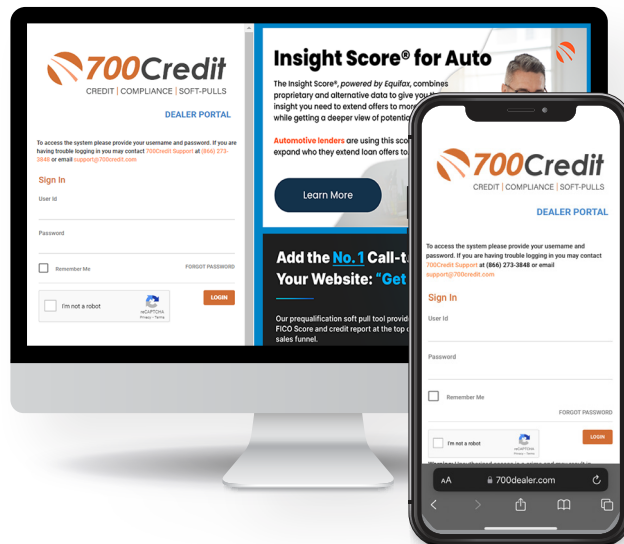 700Credit
CREDIT | COMPLIANCE | SOFT-PULLS
DEALER PORTAL
To access the system please provide your username and password. If you are
having trouble logging in you may contact 700Credit Support at (866) 273-
3848 or email support@700credit.com
Sign In
User Id
Password
Remember Me
FORGOT PASSWORD
I'm not a robot
reCAPTCHA
Privacy - Terms
LOGIN
Insight Score® for Auto
The Insight Score®, powered by Equifax, combines
proprietary and alternative data to give you the
insight you need to extend offers to more
while getting a deeper view of potential
Automotive lenders are using this score
expand who they extend loan offers to.
Learn More
Add the No. 1 Call-t
Your Website: "Get
Our prequalification soft pull tool provid
FICO Score and credit report at the top o
sales funnel.
700Credit
CREDIT | COMPLIANCE | SOFT-PULLS
DEALER PORTAL
To access the system please provide your username and
password. If you are having trouble logging in you may contact
700Credit Support at (866) 273-3848 or email
support@700credit.com
Sign In
User Id
Password
Remember Me
FORGOT PASSWORD
I'm not a robot
reCAPTCHA
Privacy - Terms
LOGIN
AA
700dealer.com